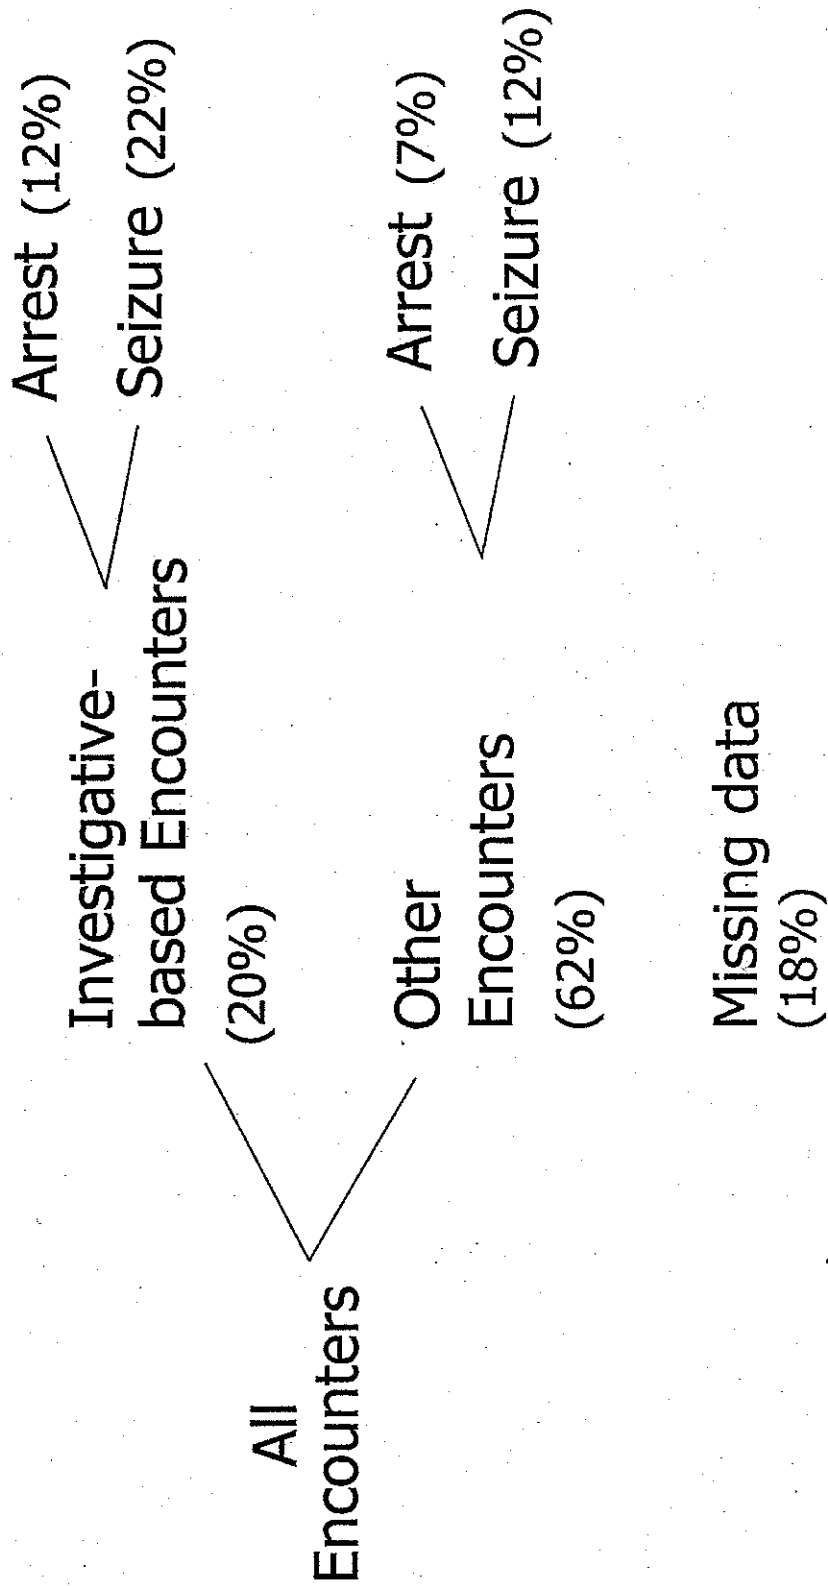 All
Encounters
Investigative-
based Encounters
(20%)
Arrest (12%)
Seizure (22%)
Other
Encounters
(62%)
Arrest (7%)
Seizure (12%)
Missing data
(18%)